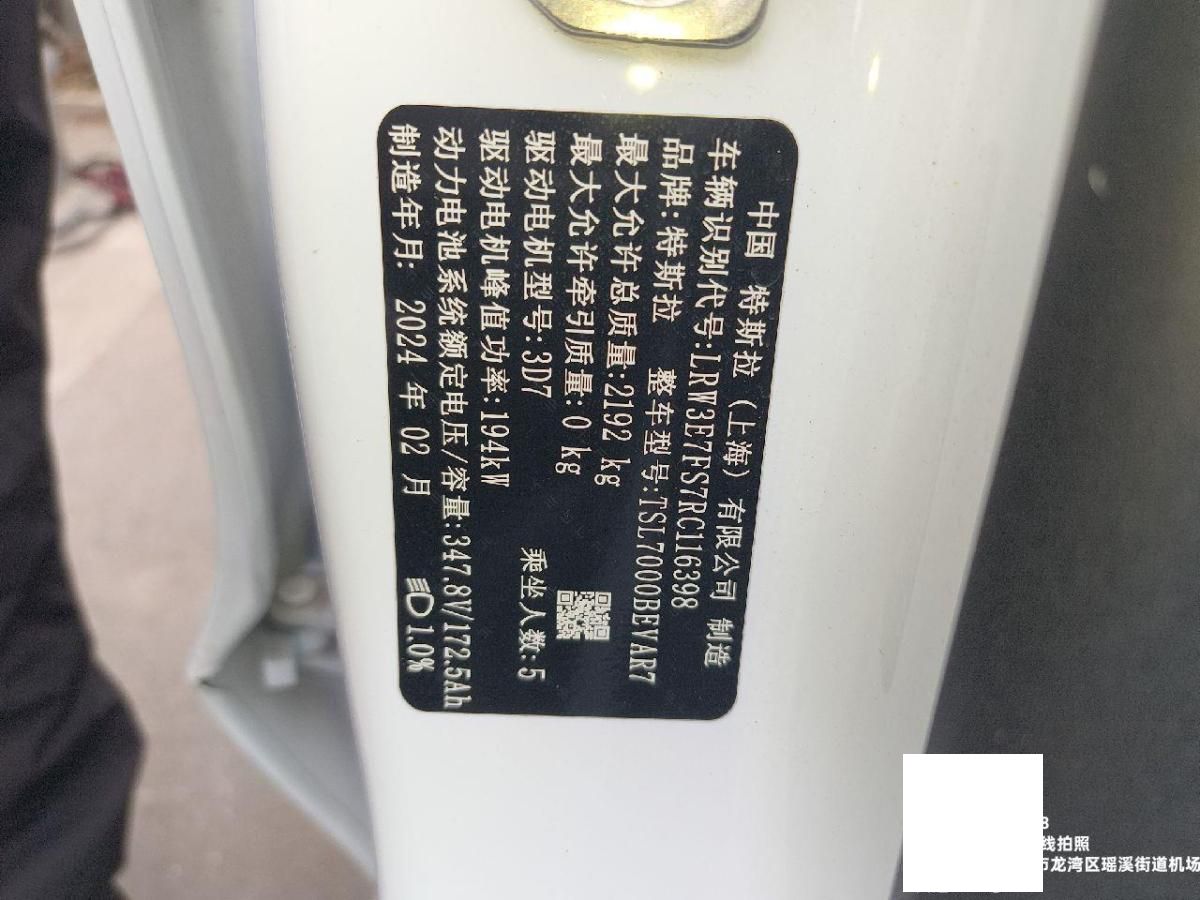 中国 特斯拉（上海）有限公司 制造
车辆识别代号:LRW3E7FS7RC116398
品牌:特斯拉 整车型号:TSL7000BEVAR7
最大允许总质量:2192 kg
最大允许牵引质量:0 kg
驱动电机型号:3D7 乘坐人数:5
驱动电机峰值功率:194kW
动力电池系统额定电压/容量:347.8V/172.5Ah
制造年月: 2024 年 02 月 1.0%
线拍照
市龙湾区瑶溪街道机场